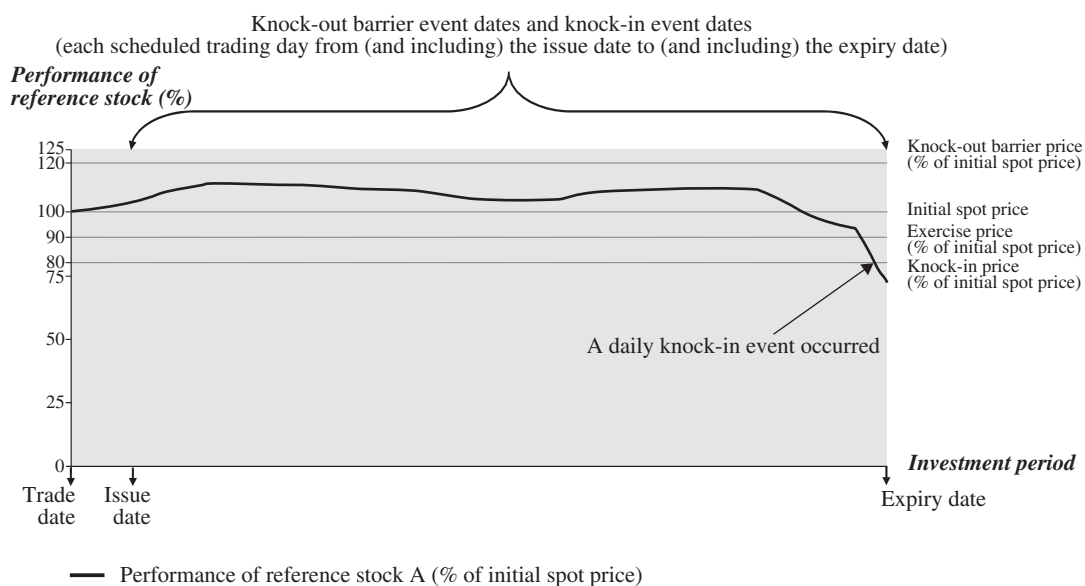 Knock-out barrier event dates and knock-in event dates
(each scheduled trading day from (and including) the issue date to (and including) the expiry date)
Performance of
reference stock (%)
125
120
100
90
80
75
50
25
0
Knock-out barrier price
(% of initial spot price)
Initial spot price
Exercise price
(% of initial spot price)
Knock-in price
(% of initial spot price)
A daily knock-in event occurred
Investment period
Trade
date
Issue
date
Expiry date
Performance of reference stock A (% of initial spot price)